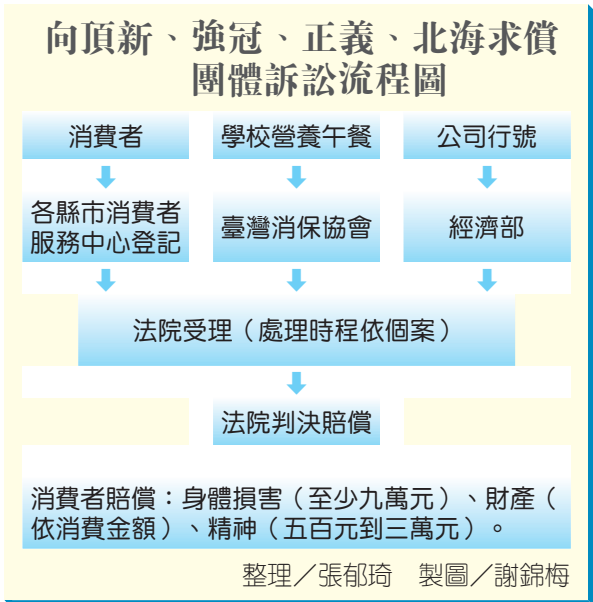 向頂新、強冠、正義、北海求償
團體訴訟流程圖
消費者
學校營養午餐
公司行號
各縣市消費者
服務中心登記
臺灣消保協會
經濟部
法院受理（處理時程依個案）
法院判決賠償
消費者賠償：身體損害（至少九萬元）、財產（
依消費金額）、精神（五百元到三萬元）。
整理／張郁琦　製圖／謝錦梅